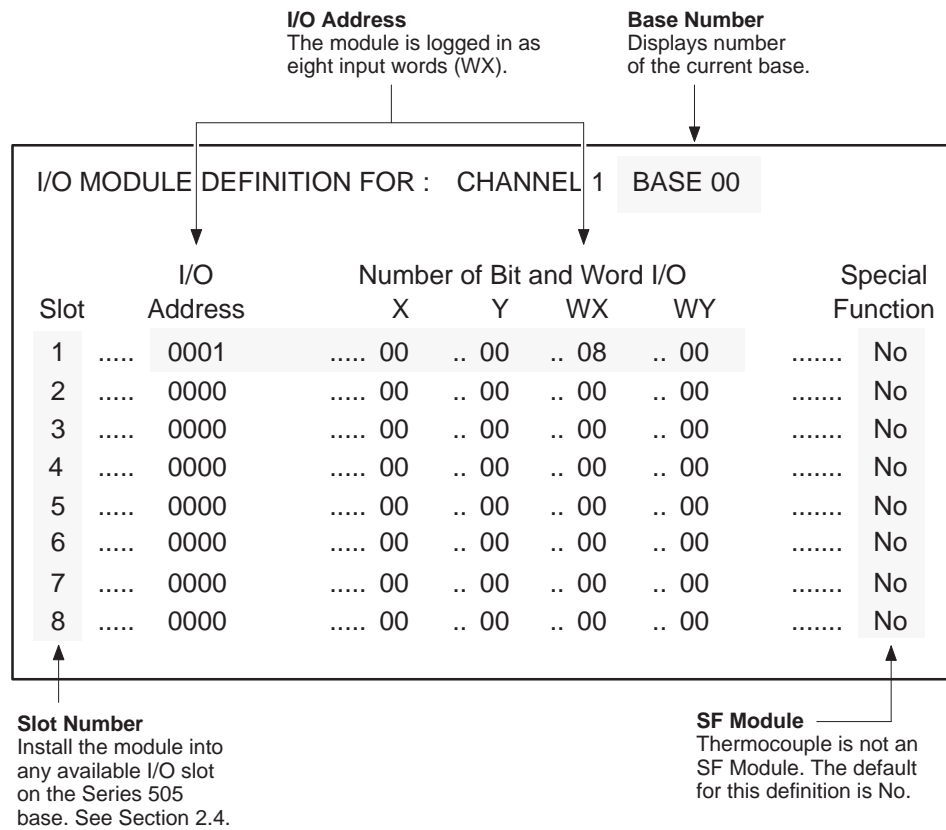 I/O Address
The module is logged in as
eight input words (WX).
Base Number
Displays number
of the current base.
I/O MODULE DEFINITION FOR : CHANNEL 1 BASE 00
I/O Number of Bit and Word I/O Special
Slot Address X Y WX WY Function
1 ..... 0001 ..... 00 .. 00 .. 08 .. 00 ....... No
2 ..... 0000 ..... 00 .. 00 .. 00 .. 00 ....... No
3 ..... 0000 ..... 00 .. 00 .. 00 .. 00 ....... No
4 ..... 0000 ..... 00 .. 00 .. 00 .. 00 ....... No
5 ..... 0000 ..... 00 .. 00 .. 00 .. 00 ....... No
6 ..... 0000 ..... 00 .. 00 .. 00 .. 00 ....... No
7 ..... 0000 ..... 00 .. 00 .. 00 .. 00 ....... No
8 ..... 0000 ..... 00 .. 00 .. 00 .. 00 ....... No
Slot Number
Install the module into
any available I/O slot
on the Series 505
base. See Section 2.4.
SF Module
Thermocouple is not an
SF Module. The default
for this definition is No.